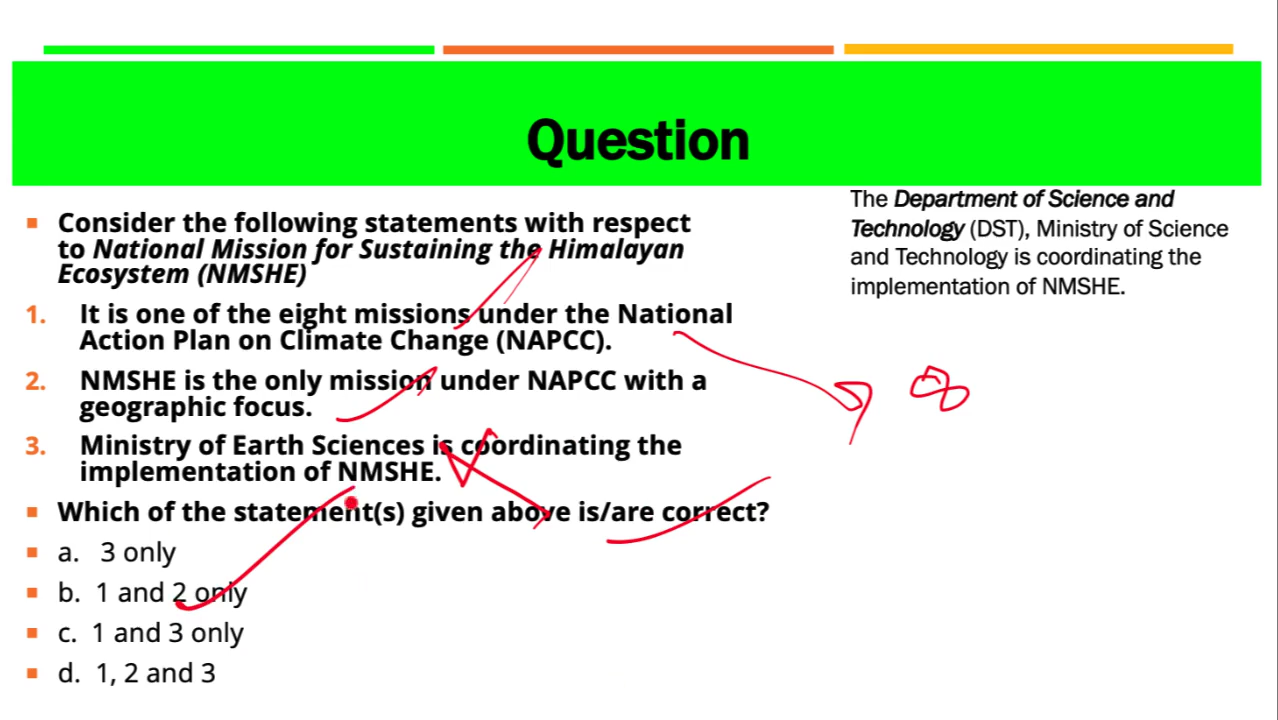 Question
Consider the following statements with respect
to National Mission for Sustaining the Himalayan
Ecosystem (NMSHE)
1. It is one of the eight missions under the National
Action Plan on Climate Change (NAPCC).
2. NMSHE is the only mission under NAPCC with a
geographic focus.
3. Ministry of Earth Sciences is coordinating the
implementation of NMSHE.
Which of the statement(s) given above is/are correct?
a. 3 only
b. 1 and 2 only
c. 1 and 3 only
d. 1, 2 and 3
The Department of Science and
Technology (DST), Ministry of Science
and Technology is coordinating the
implementation of NMSHE.
8